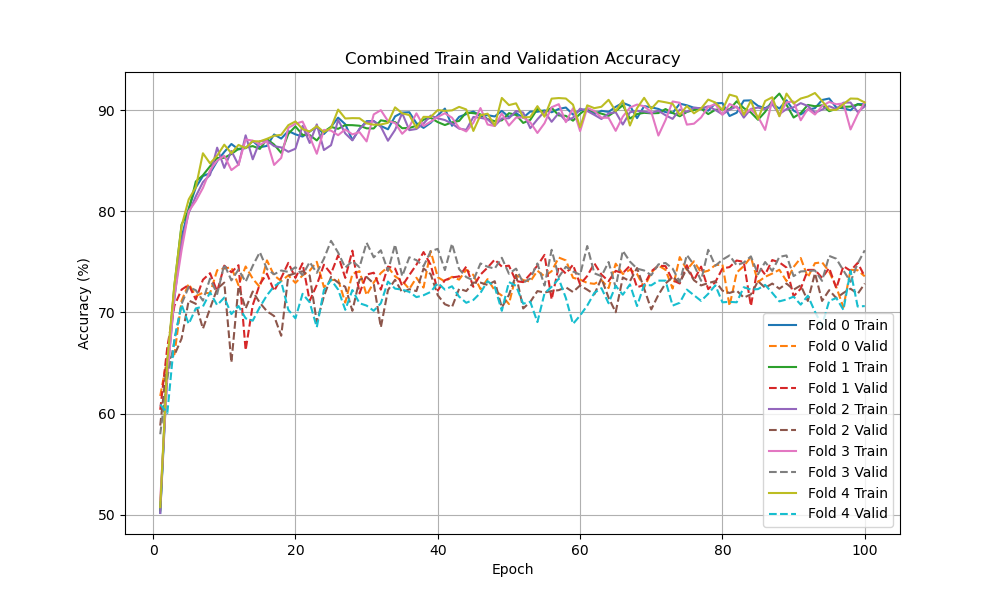 Combined Train and Validation Accuracy
Accuracy (%)
90
80
70
60
50
0 20 40 60 80 100
Epoch
Fold 0 Train
Fold 0 Valid
Fold 1 Train
Fold 1 Valid
Fold 2 Train
Fold 2 Valid
Fold 3 Train
Fold 3 Valid
Fold 4 Train
Fold 4 Valid